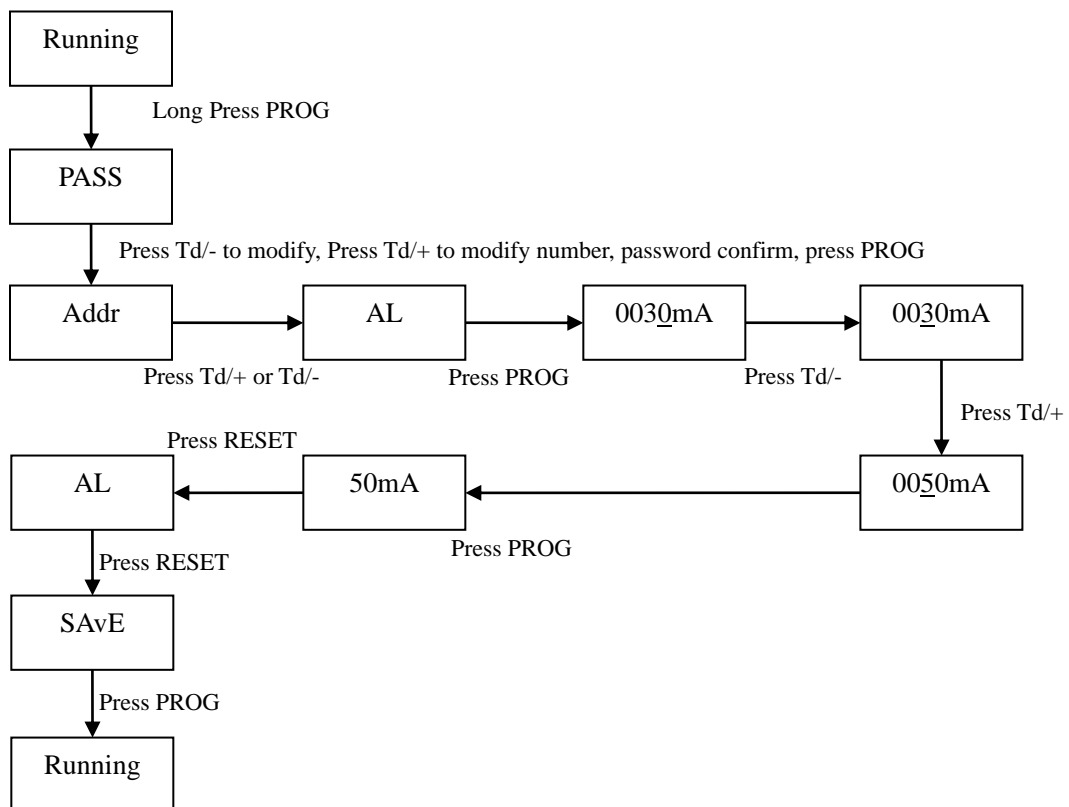 Running
Long Press PROG
PASS
Press Td/- to modify, Press Td/+ to modify number, password confirm, press PROG
Addr
AL
0030mA
0030mA
Press Td/+ or Td/-
Press PROG
Press Td/-
Press Td/+
Press RESET
AL
50mA
0050mA
Press PROG
Press RESET
SAvE
Press PROG
Running